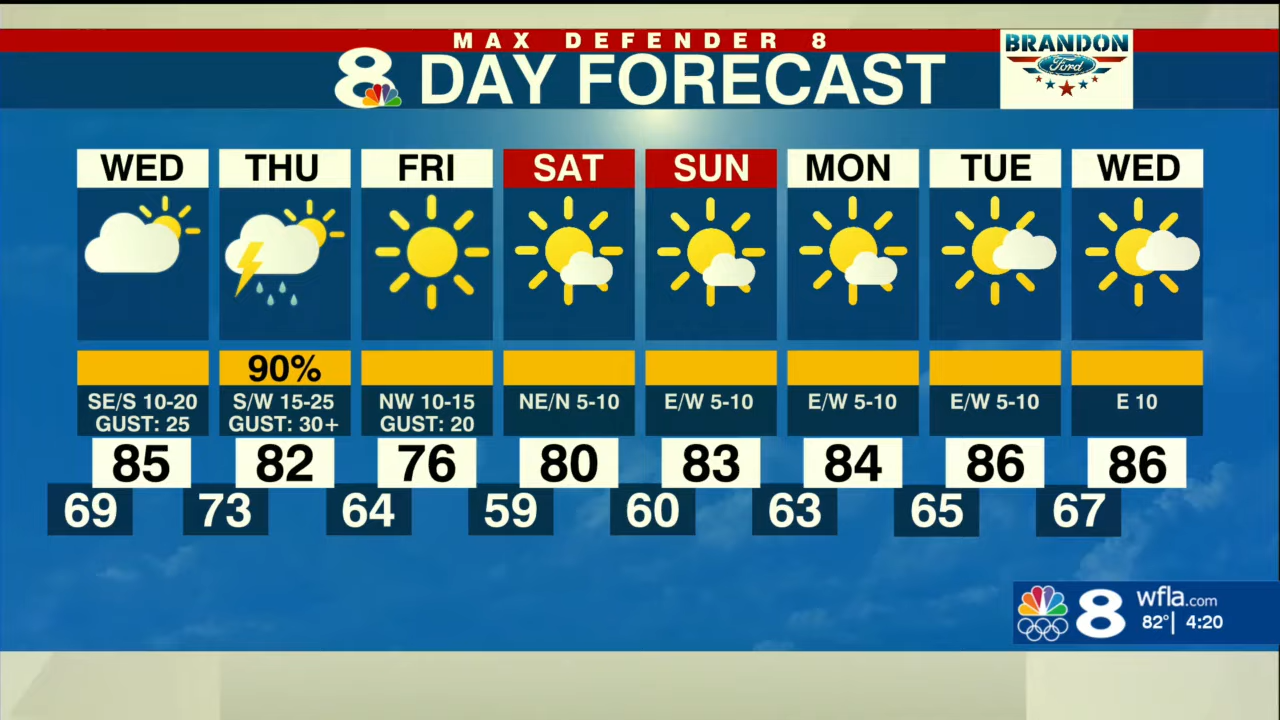 MAX DEFENDER 8
8 DAY FORECAST
BRANDON
Ford
WED THU FRI SAT SUN MON TUE WED
90%
SE/S 10-20 S/W 15-25 NW 10-15 NE/N 5-10 E/W 5-10 E/W 5-10 E/W 5-10 E 10
GUST: 25 GUST: 30+ GUST: 20
85 82 76 80 83 84 86 86
69 73 64 59 60 63 65 67
8 wfla.com
82° | 4:20